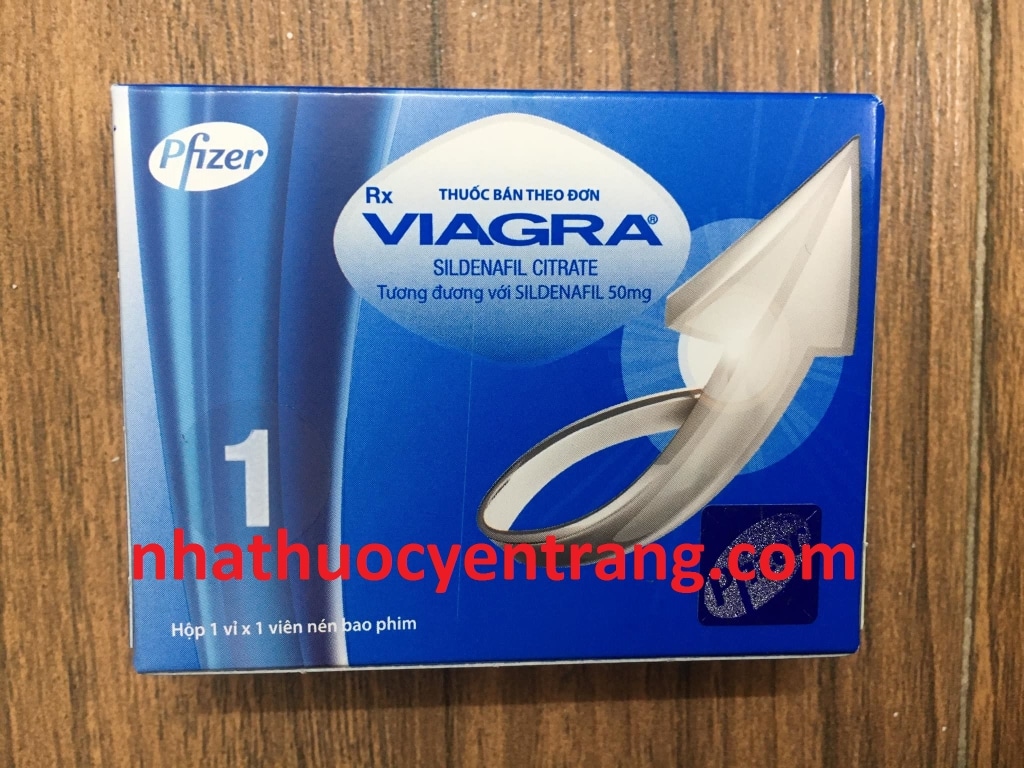 Pfizer
Rx THUỐC BÁN THEO ĐƠN
VIAGRA®
SILDENAFIL CITRATE
Tương đương với SILDENAFIL 50mg
1
nhathuocyentrang.com
Pfizer
Hộp 1 vỉ x 1 viên nén bao phim